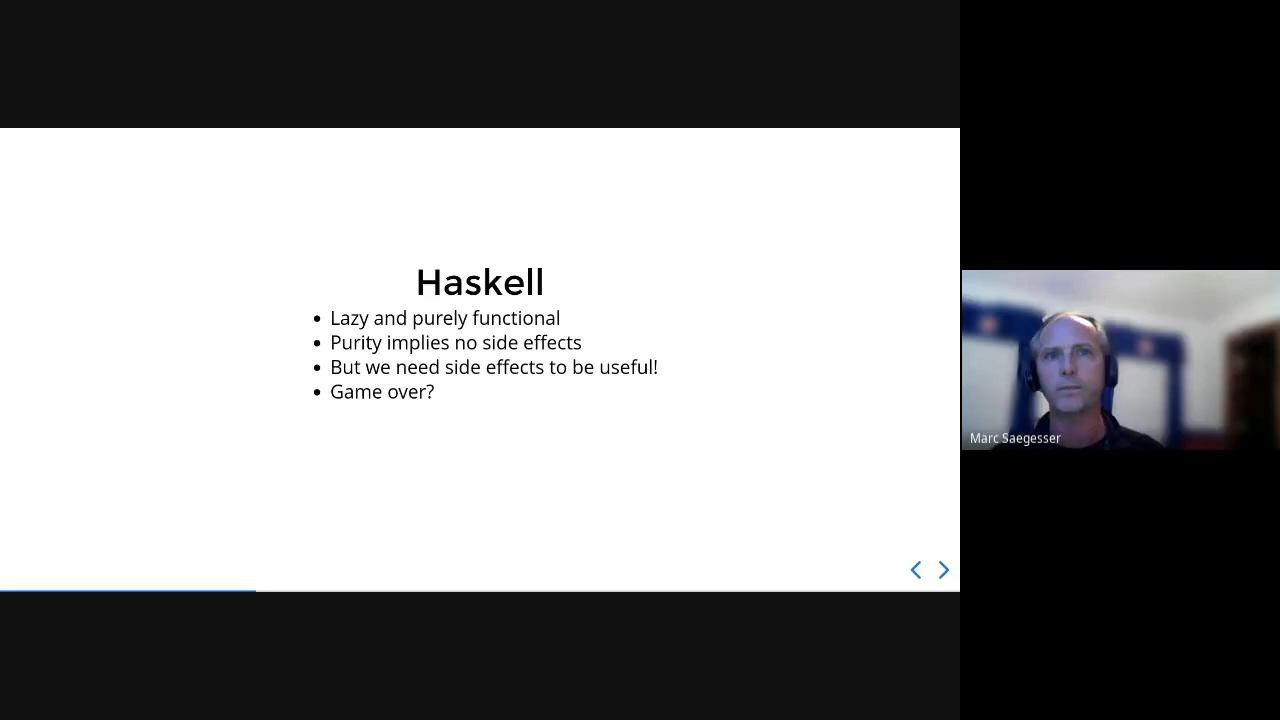 Haskell
Lazy and purely functional
Purity implies no side effects
But we need side effects to be useful!
Game over?
Marc Saegesser